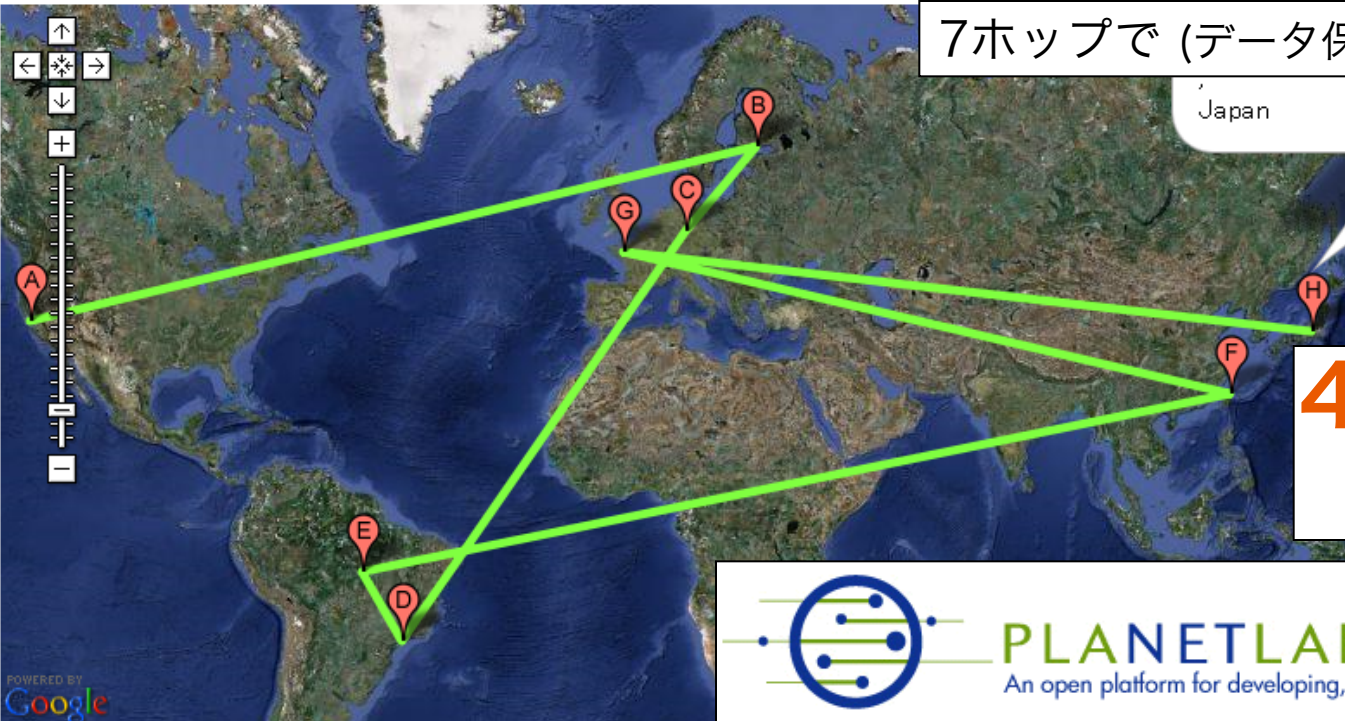 7ホップで (データ保
,
Japan
B
C
G
A
H
F
4
E
D
PLANETLA
An open platform for developing,
POWERED BY
Google